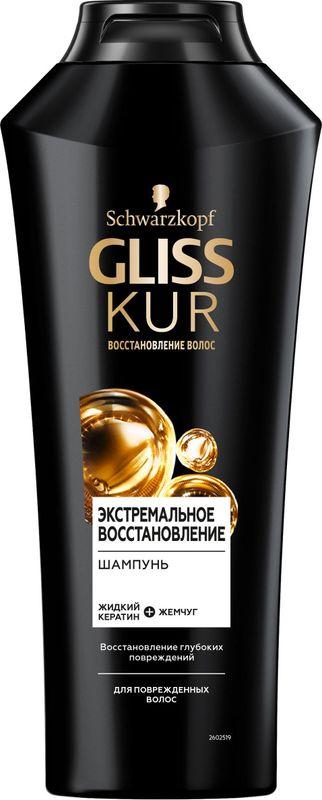 Schwarzkopf
GLISS
KUR
ВОССТАНОВЛЕНИЕ ВОЛОС
ЭКСТРЕМАЛЬНОЕ
ВОССТАНОВЛЕНИЕ
ШАМПУНЬ
ЖИДКИЙ
КЕРАТИН + ЖЕМЧУГ
Восстановление глубоких
повреждений
ДЛЯ ПОВРЕЖДЕННЫХ
ВОЛОС
2602519